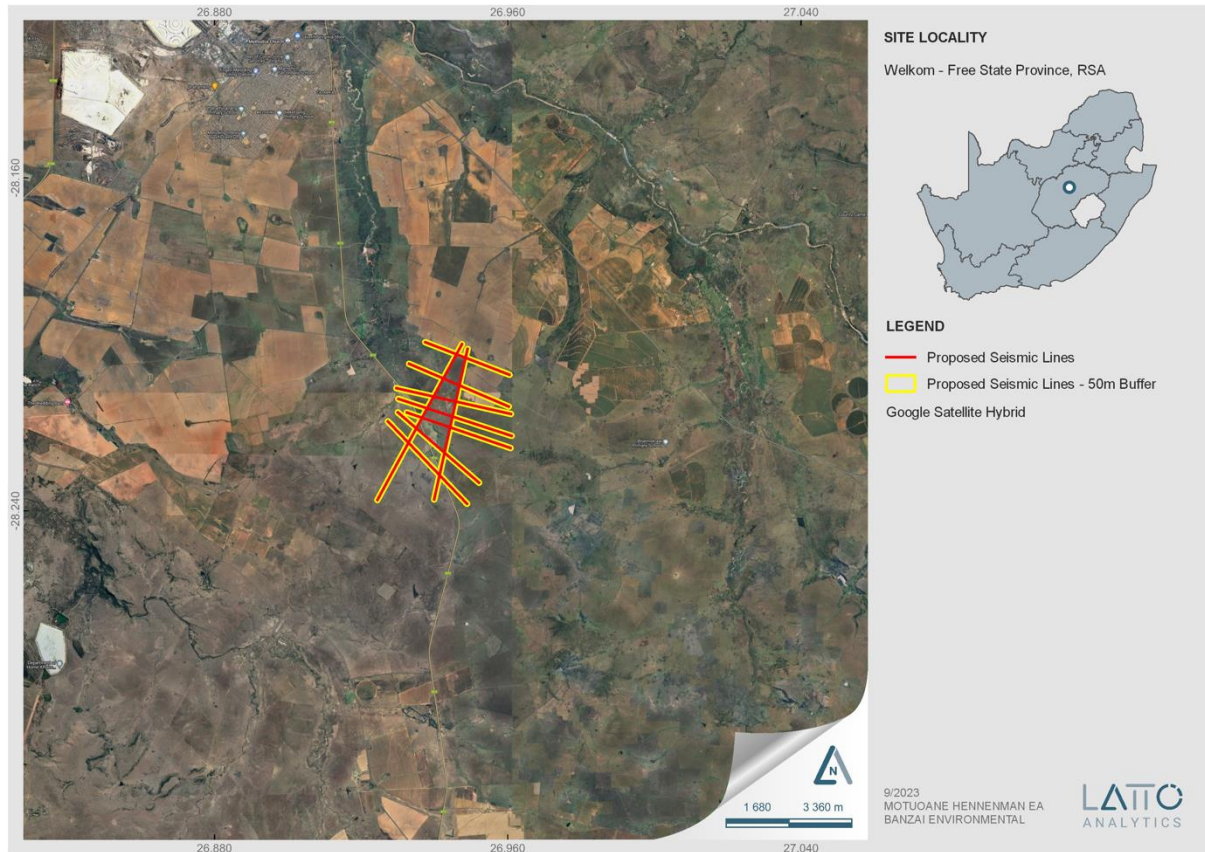 26.880
26.960
27.040
-28.160
-28.240
26.880
26.960
27.040
SITE LOCALITY
Welkom - Free State Province, RSA
LEGEND
Proposed Seismic Lines
Proposed Seismic Lines - 50m Buffer
Google Satellite Hybrid
N
1 680
3 360 m
9/2023
MOTUOANE HENNENMAN EA
BANZAI ENVIRONMENTAL
LATTO
ANALYTICS